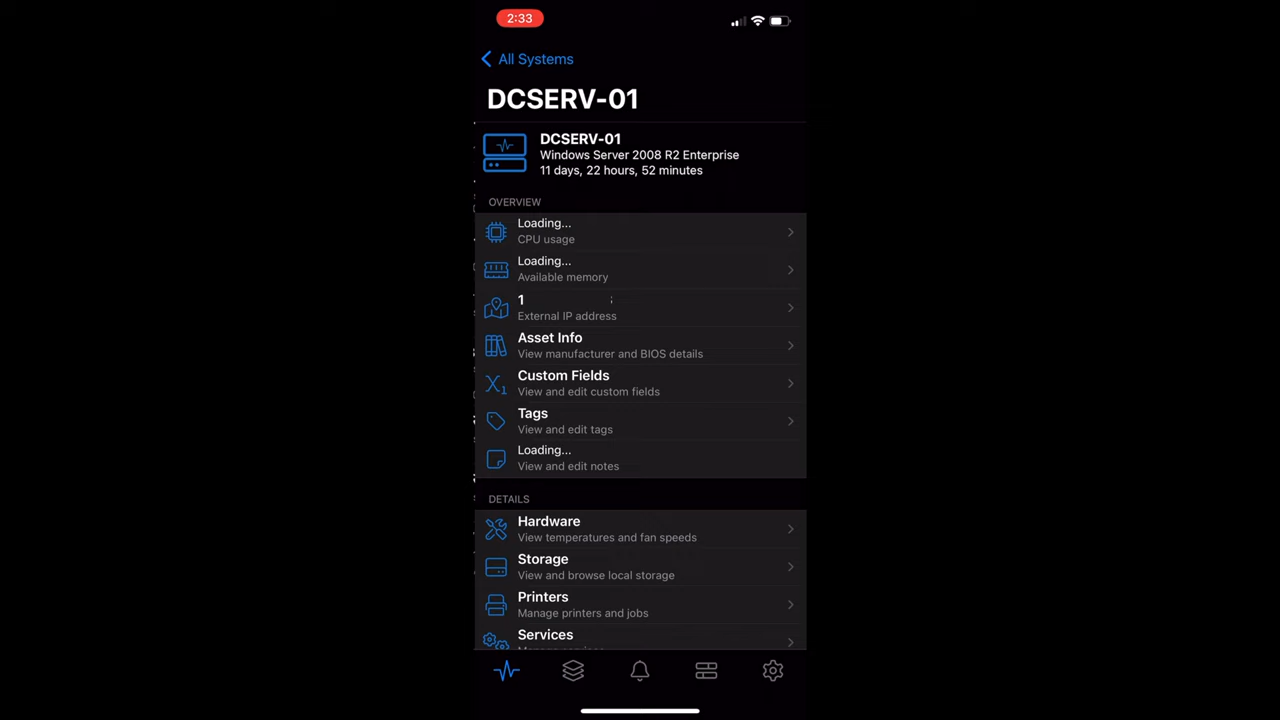 2:33
All Systems
DCSERV-01
DCSERV-01
Windows Server 2008 R2 Enterprise
11 days, 22 hours, 52 minutes
OVERVIEW
Loading...
CPU usage
Loading...
Available memory
1
External IP address
Asset Info
View manufacturer and BIOS details
Custom Fields
View and edit custom fields
Tags
View and edit tags
Loading...
View and edit notes
DETAILS
Hardware
View temperatures and fan speeds
Storage
View and browse local storage
Printers
Manage printers and jobs
Services